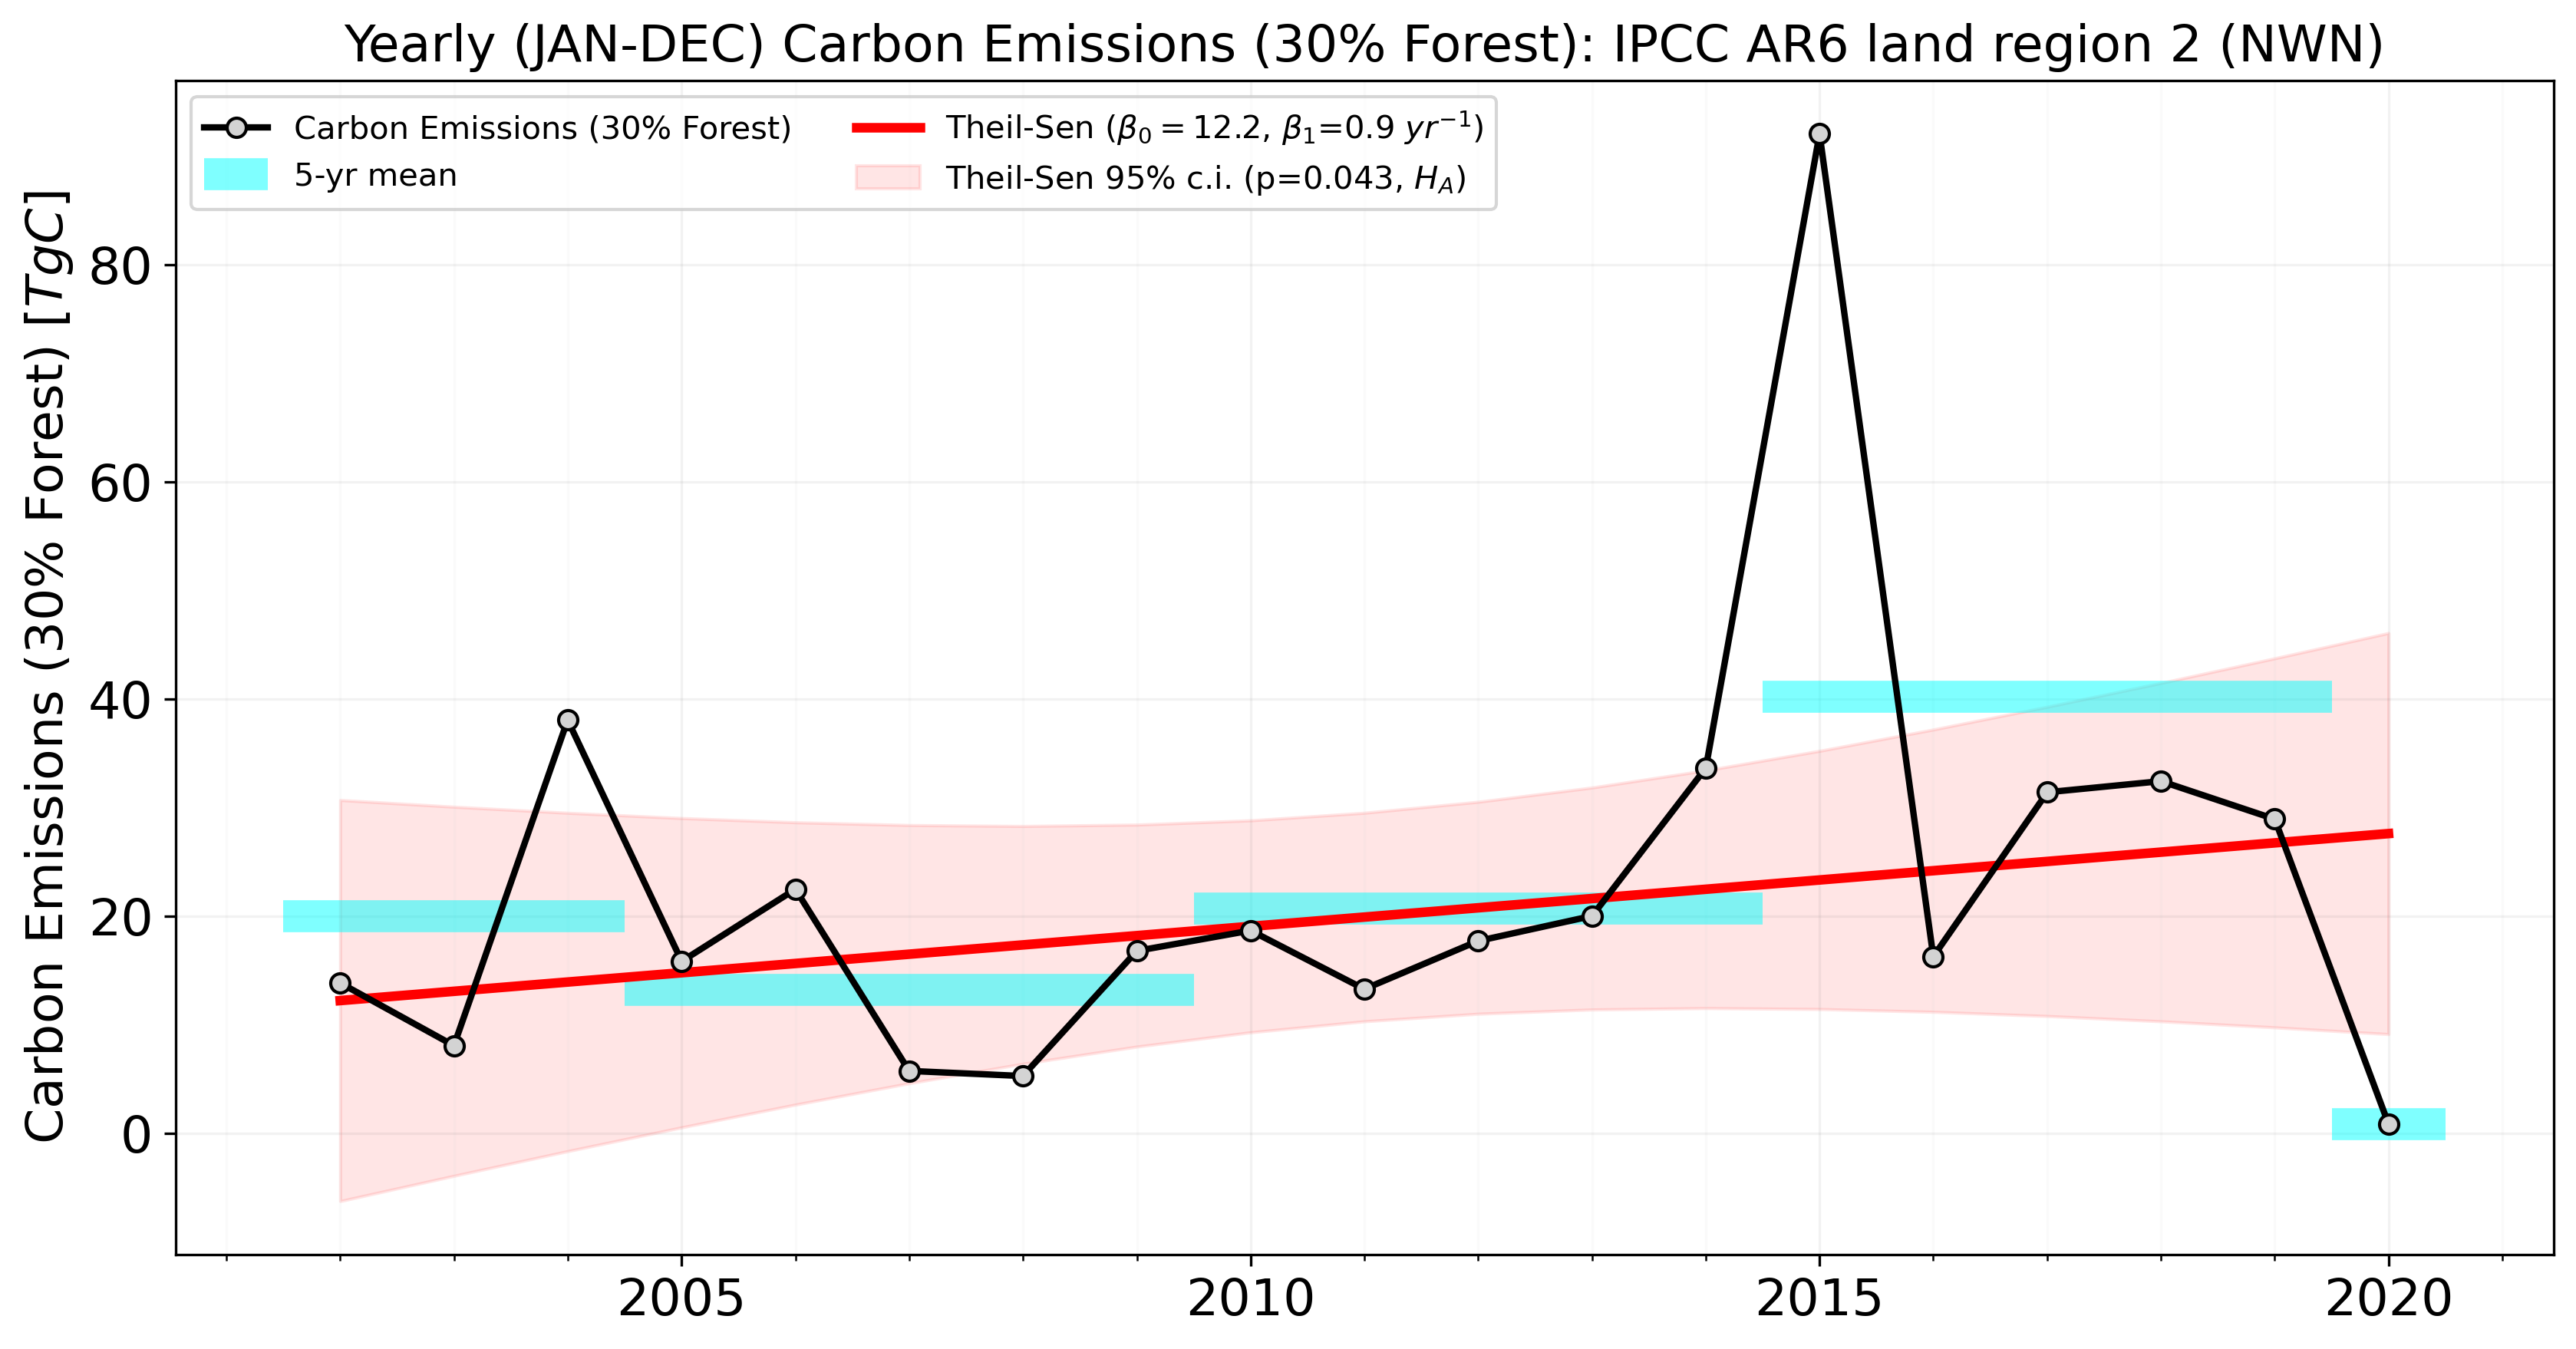 Yearly (JAN-DEC) Carbon Emissions (30% Forest): IPCC AR6 land region 2 (NWN)
Carbon Emissions (30% Forest)
5-yr mean
Theil-Sen (β₀ = 12.2, β₁=0.9 yr⁻¹)
Theil-Sen 95% c.i. (p=0.043, H_A)
Carbon Emissions (30% Forest) [TgC]
80
60
40
20
0
2005
2010
2015
2020